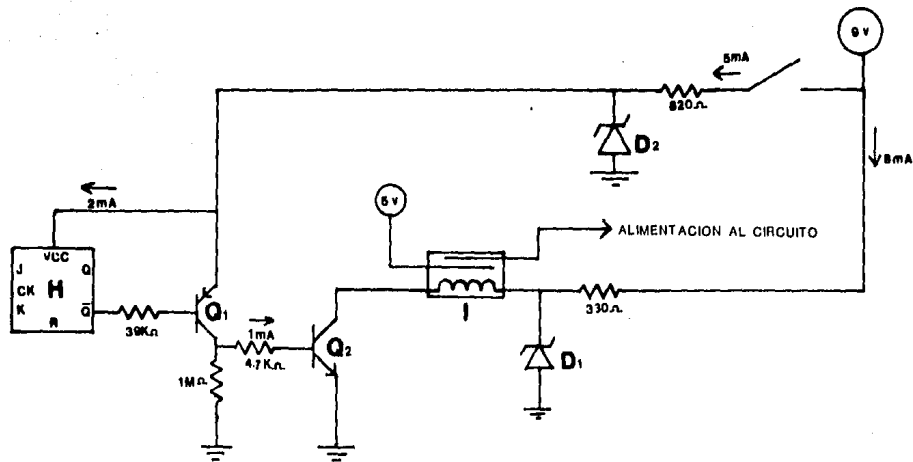 9 v
5mA
820Ω
D2
8mA
2mA
5v
ALIMENTACION AL CIRCUITO
VCC
J Q
CK H
K Q̅
R
39KΩ
Q1
1mA
4.7KΩ
Q2
I
330Ω
D1
1MΩ